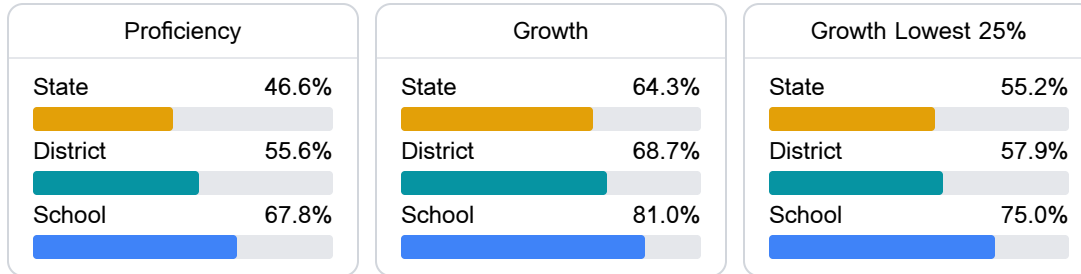 Proficiency
State 46.6%
District 55.6%
School 67.8%
Growth
State 64.3%
District 68.7%
School 81.0%
Growth Lowest 25%
State 55.2%
District 57.9%
School 75.0%